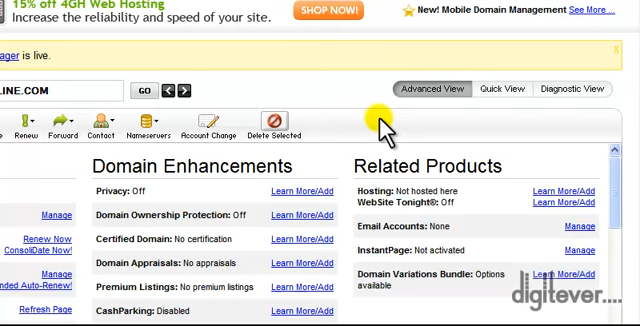 15% off 4GH Web Hosting
Increase the reliability and speed of your site.
SHOP NOW!
New! Mobile Domain Management See More ...
ager is live.
x
LINE.COM
GO
Advanced View
Quick View
Diagnostic View
Renew
Forward
Contact
Nameservers
Account Change
Delete Selected
Domain Enhancements
Related Products
Privacy: Off Learn More/Add
Hosting: Not hosted here Learn More/Add
WebSite Tonight®: Off Learn More/Add
Manage
Domain Ownership Protection: Off Learn More/Add
Email Accounts: None Manage
Renew Now
ConsoliDate Now!
Certified Domain: No certification Learn More/Add
InstantPage: Not activated Manage
Manage
Domain Appraisals: No appraisals Learn More/Add
Domain Variations Bundle: Options Learn More/Add
available
nded Auto-Renew!
Premium Listings: No premium listings Learn More/Add
Refresh Page
CashParking: Disabled Learn More/Add
digitever....